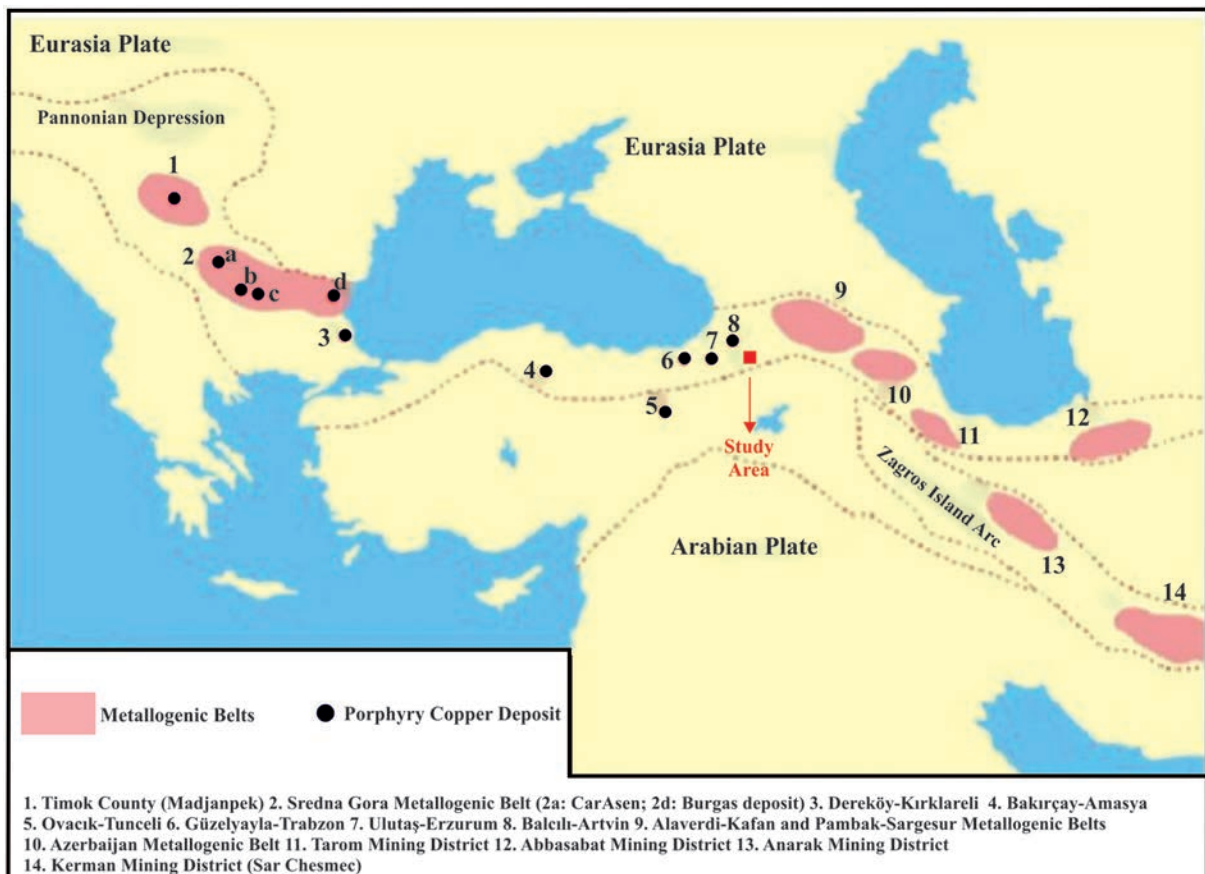 Eurasia Plate
Pannonian Depression
Eurasia Plate
1
2
a
b
c
d
3
4
5
6
7
8
9
10
11
12
13
14
Study
Area
Zagros Island Arc
Arabian Plate
Metallogenic Belts
Porphyry Copper Deposit
1. Timok County (Madjanpek) 2. Sredna Gora Metallogenic Belt (2a: CarAsen; 2d: Burgas deposit) 3. Dereköy-Kırklareli 4. Bakırçay-Amasya
5. Ovacık-Tunceli 6. Güzelyayla-Trabzon 7. Ulutaş-Erzurum 8. Balcılı-Artvin 9. Alaverdi-Kafan and Pambak-Sargesur Metallogenic Belts
10. Azerbaijan Metallogenic Belt 11. Tarom Mining District 12. Abbasabat Mining District 13. Anarak Mining District
14. Kerman Mining District (Sar Chesmec)